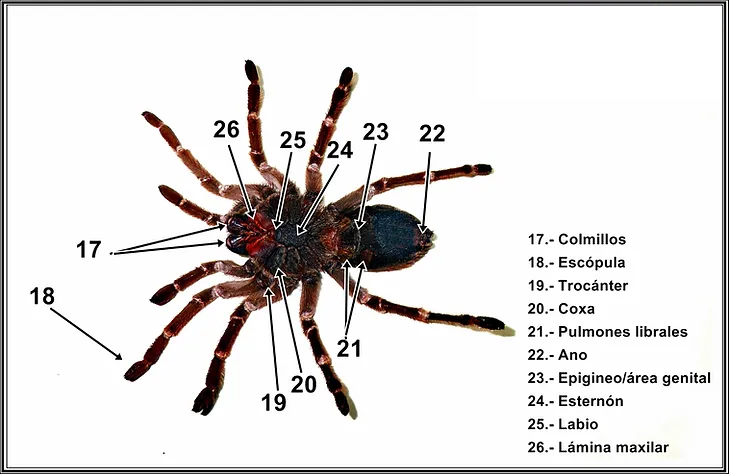 26
25
24
23
22
17
18
21
20
19
17.- Colmillos
18.- Escópula
19.- Trocánter
20.- Coxa
21.- Pulmones librales
22.- Ano
23.- Epigineo/área genital
24.- Esternón
25.- Labio
26.- Lámina maxilar